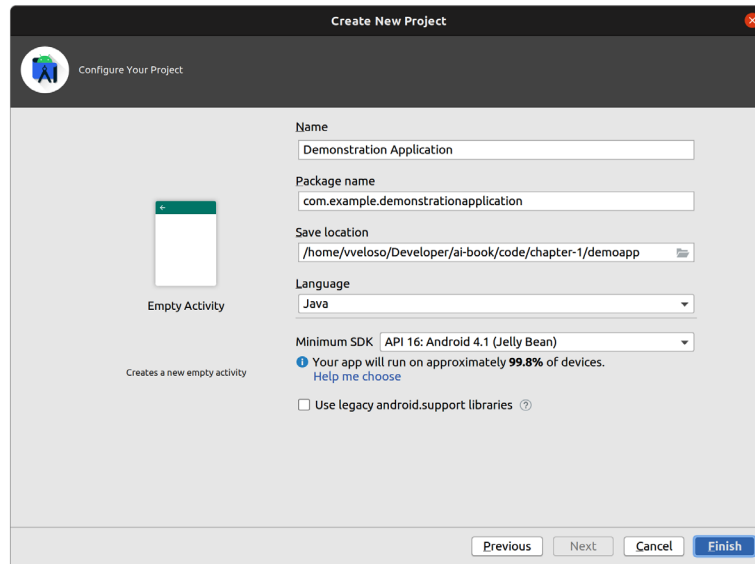 Create New Project
Configure Your Project
Name
Demonstration Application
Package name
com.example.demonstrationapplication
Save location
/home/vveloso/Developer/ai-book/code/chapter-1/demoapp
Language
Java
Minimum SDK API 16: Android 4.1 (Jelly Bean)
Your app will run on approximately 99.8% of devices.
Help me choose
Use legacy android.support libraries ?
Empty Activity
Creates a new empty activity
Previous Next Cancel Finish